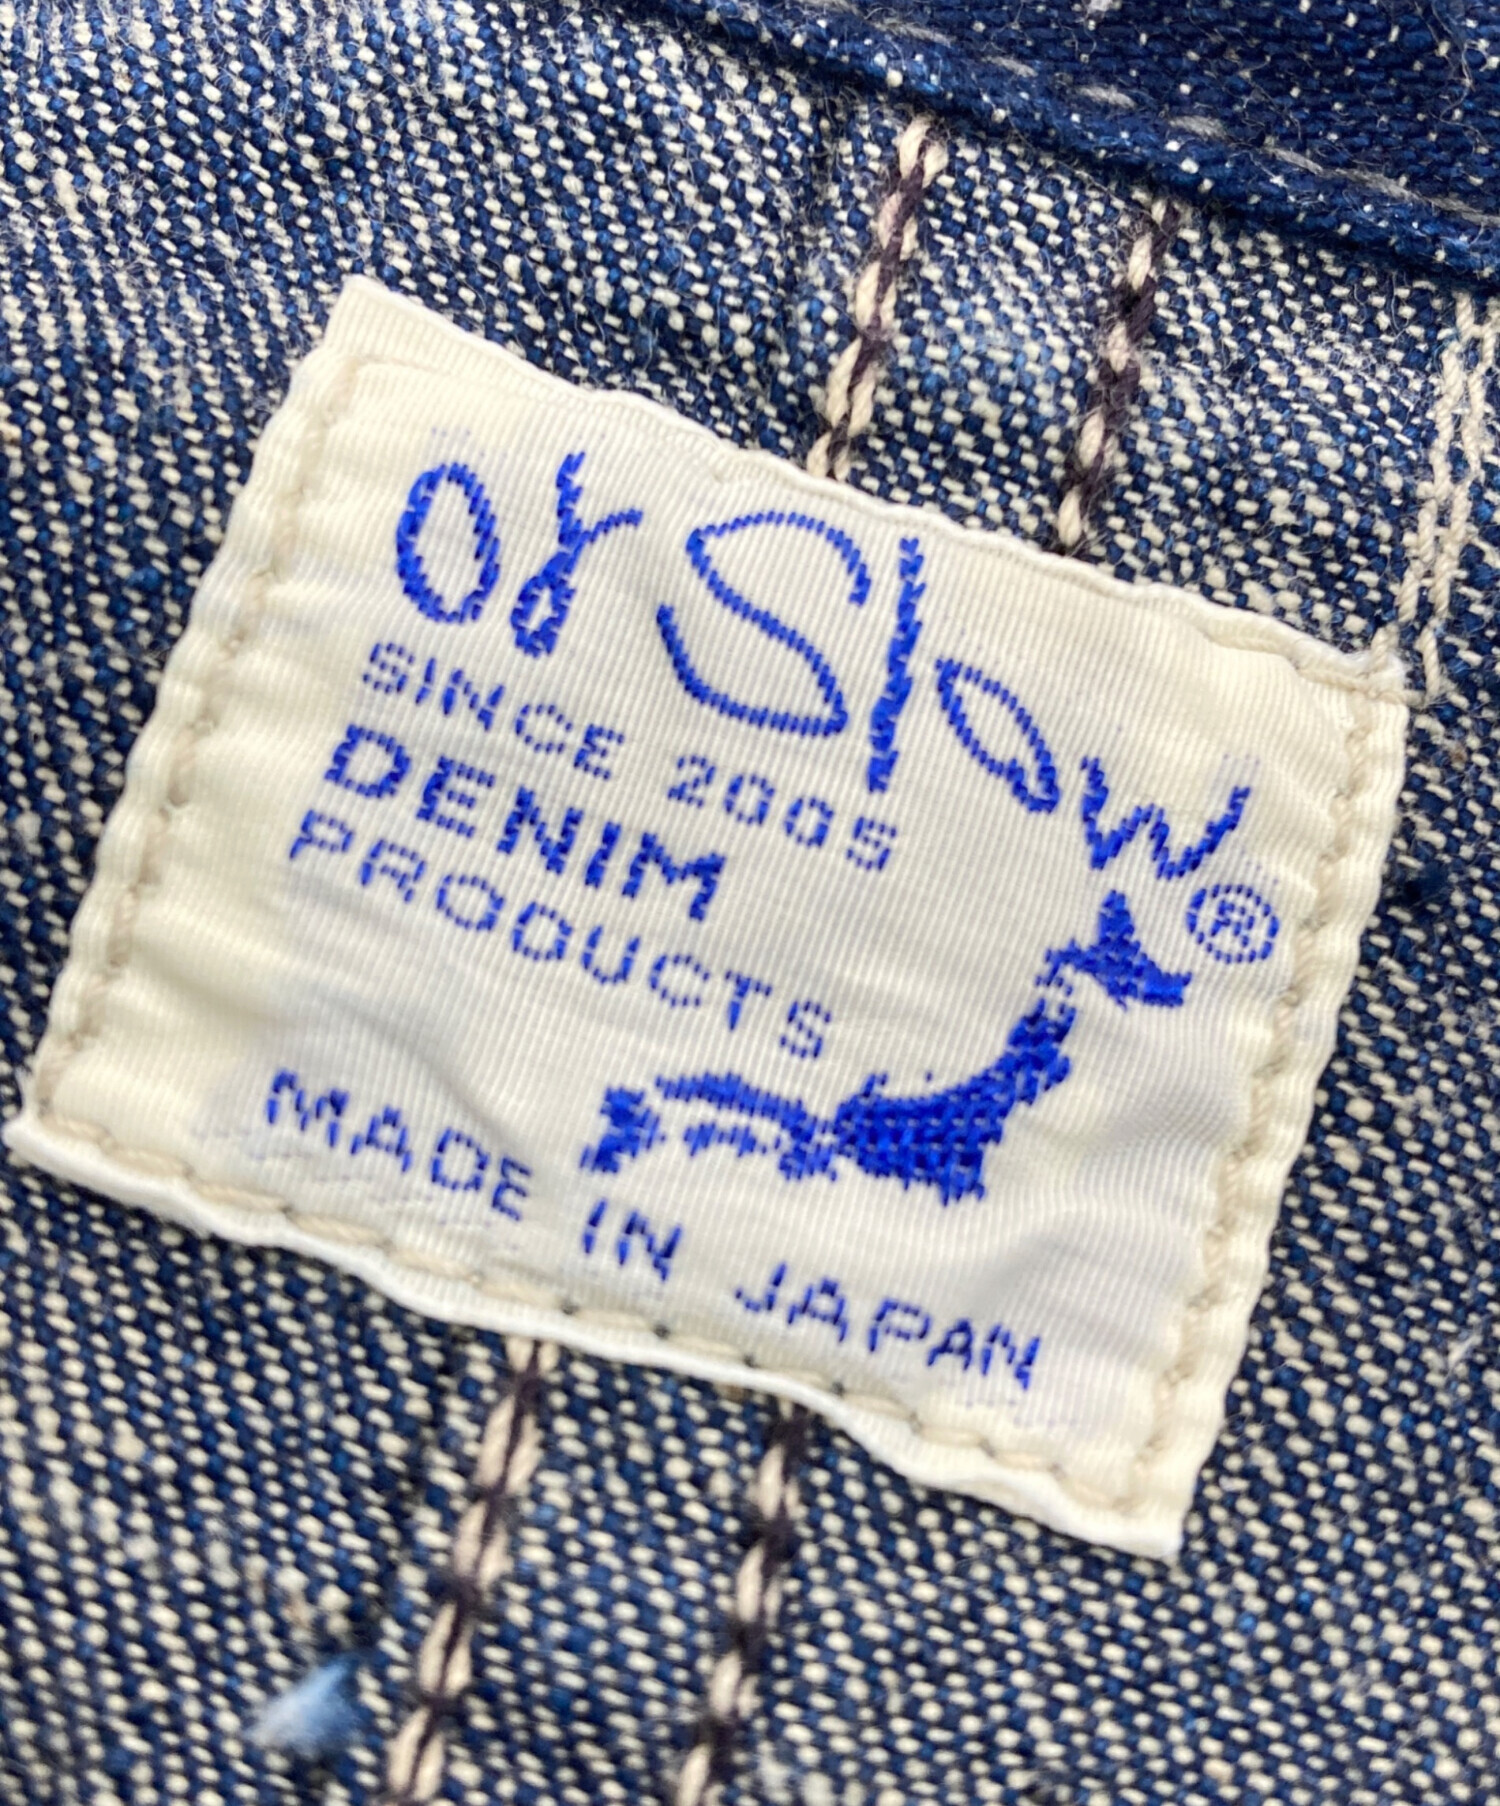 or Slow
SINCE 2005
DENIM
PRODUCTS
®
MADE IN JAPAN